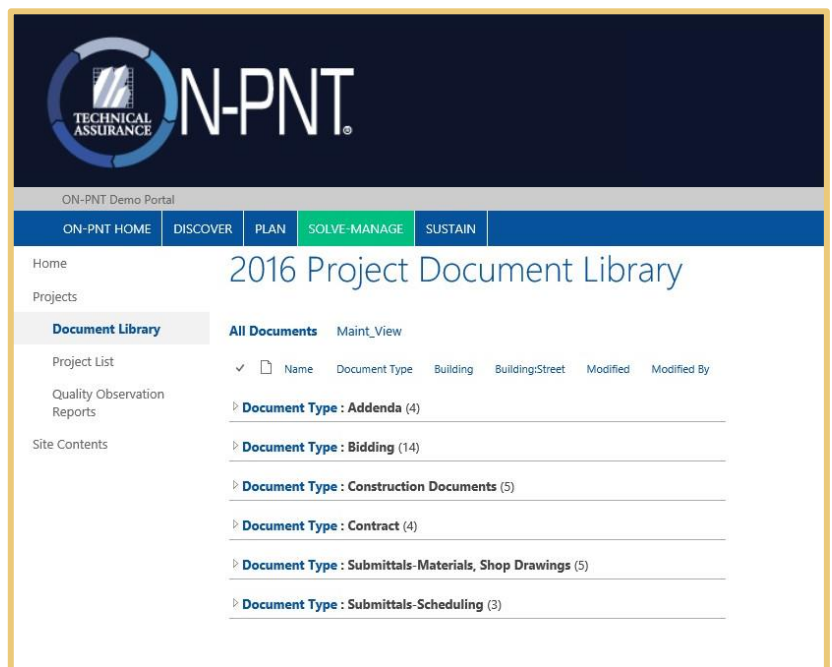 TECHNICAL
ASSURANCE
N-PNT®
ON-PNT Demo Portal
ON-PNT HOME DISCOVER PLAN SOLVE-MANAGE SUSTAIN
Home
Projects
Document Library
Project List
Quality Observation
Reports
Site Contents
2016 Project Document Library
All Documents Maint_View
Name Document Type Building Building:Street Modified Modified By
Document Type : Addenda (4)
Document Type : Bidding (14)
Document Type : Construction Documents (5)
Document Type : Contract (4)
Document Type : Submittals-Materials, Shop Drawings (5)
Document Type : Submittals-Scheduling (3)